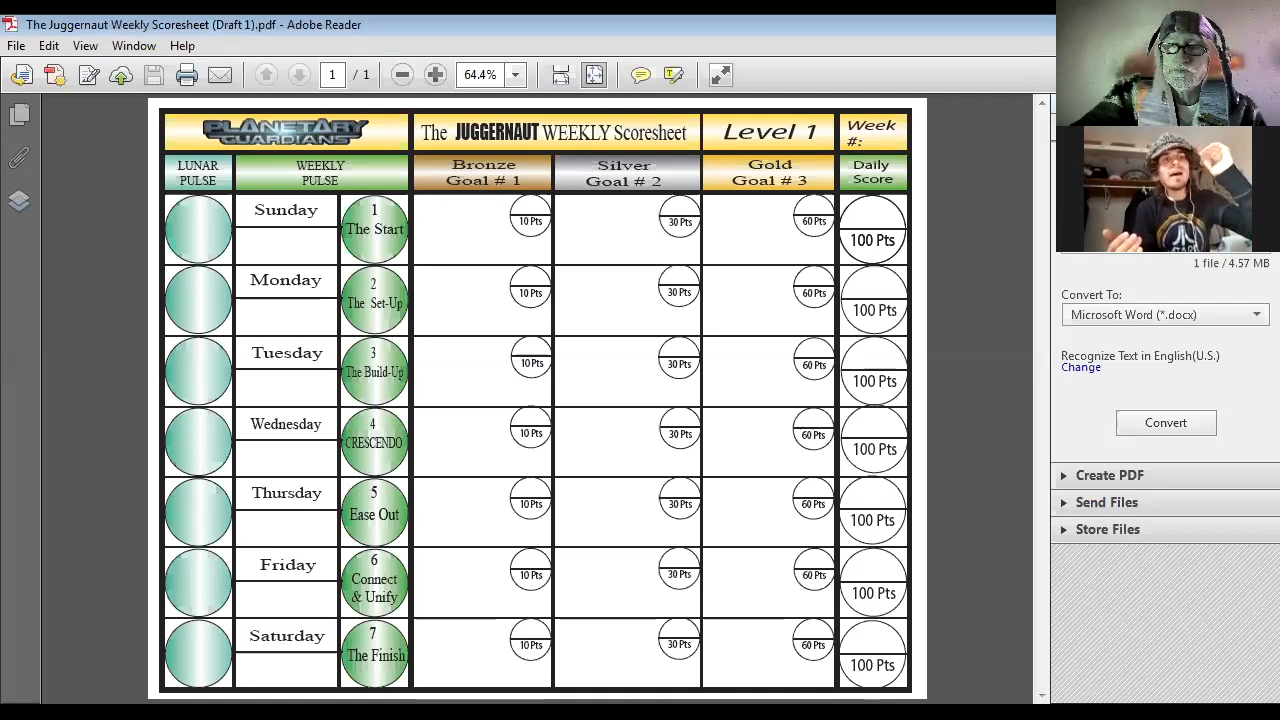 The Juggernaut Weekly Scoresheet (Draft 1).pdf - Adobe Reader
File Edit View Window Help
1 / 1 64.4%
PLANETARY GUARDIANS
The JUGGERNAUT WEEKLY Scoresheet
Level 1
Week #:
LUNAR PULSE
WEEKLY PULSE
Bronze Goal # 1
Silver Goal # 2
Gold Goal # 3
Daily Score
Sunday 1 The Start 10 Pts 30 Pts 60 Pts 100 Pts
Monday 2 The Set-Up 10 Pts 30 Pts 60 Pts 100 Pts
Tuesday 3 The Build-Up 10 Pts 30 Pts 60 Pts 100 Pts
Wednesday 4 CRESCENDO 10 Pts 30 Pts 60 Pts 100 Pts
Thursday 5 Ease Out 10 Pts 30 Pts 60 Pts 100 Pts
Friday 6 Connect & Unify 10 Pts 30 Pts 60 Pts 100 Pts
Saturday 7 The Finish 10 Pts 30 Pts 60 Pts 100 Pts
ATARI
1 file / 4.57 MB
Convert To:
Microsoft Word (*.docx)
Recognize Text in English(U.S.)
Change
Convert
Create PDF
Send Files
Store Files